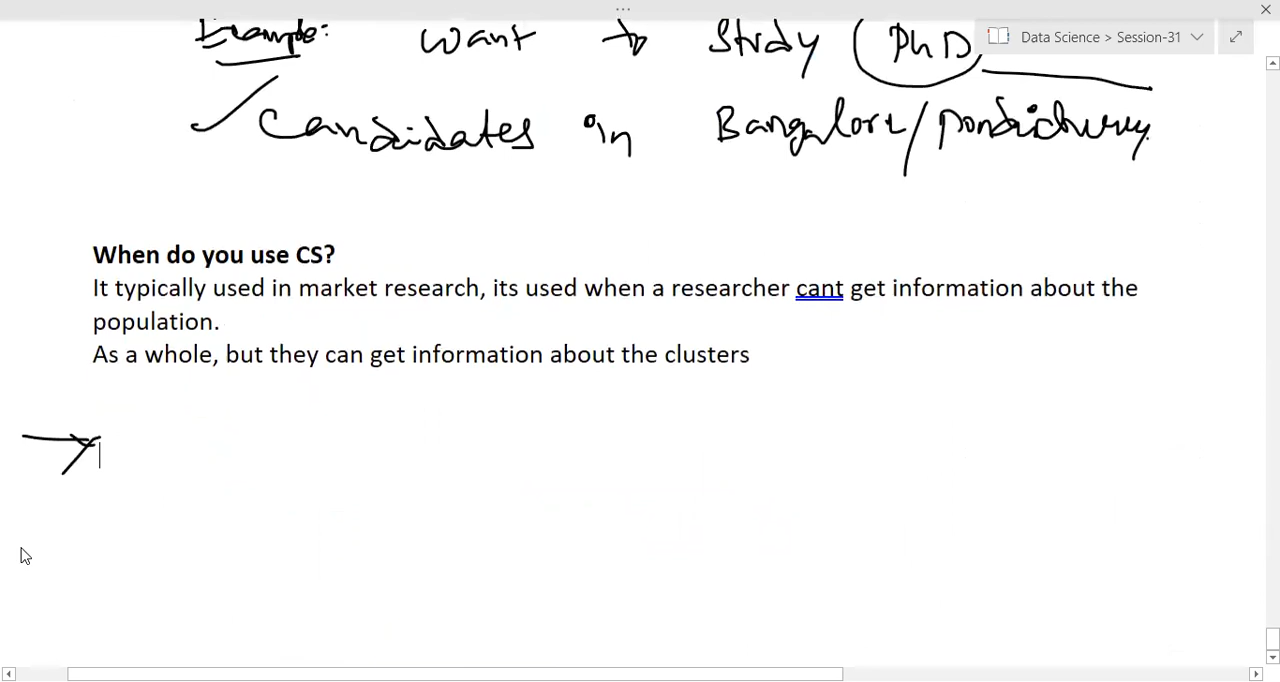 Example: want to Study (PhD)
Data Science > Session-31
Candidates in Bangalore/pondicherry.
When do you use CS?
It typically used in market research, its used when a researcher cant get information about the
population.
As a whole, but they can get information about the clusters